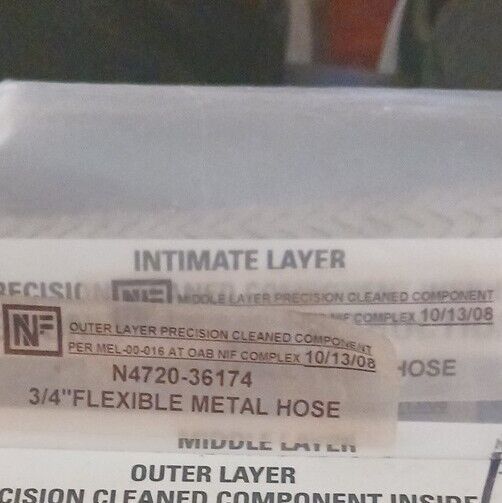 INTIMATE LAYER
MIDDLE LAYER PRECISION CLEANED COMPONENT
NIF COMPLEX 10/13/08
NIF
OUTER LAYER PRECISION CLEANED COMPONENT
PER MEL-00-016 AT OAB NIF COMPLEX 10/13/08
N4720-36174
3/4"FLEXIBLE METAL HOSE
HOSE
MIDDLE LAYER
OUTER LAYER
CISION CLEANED COMPONENT INSIDE